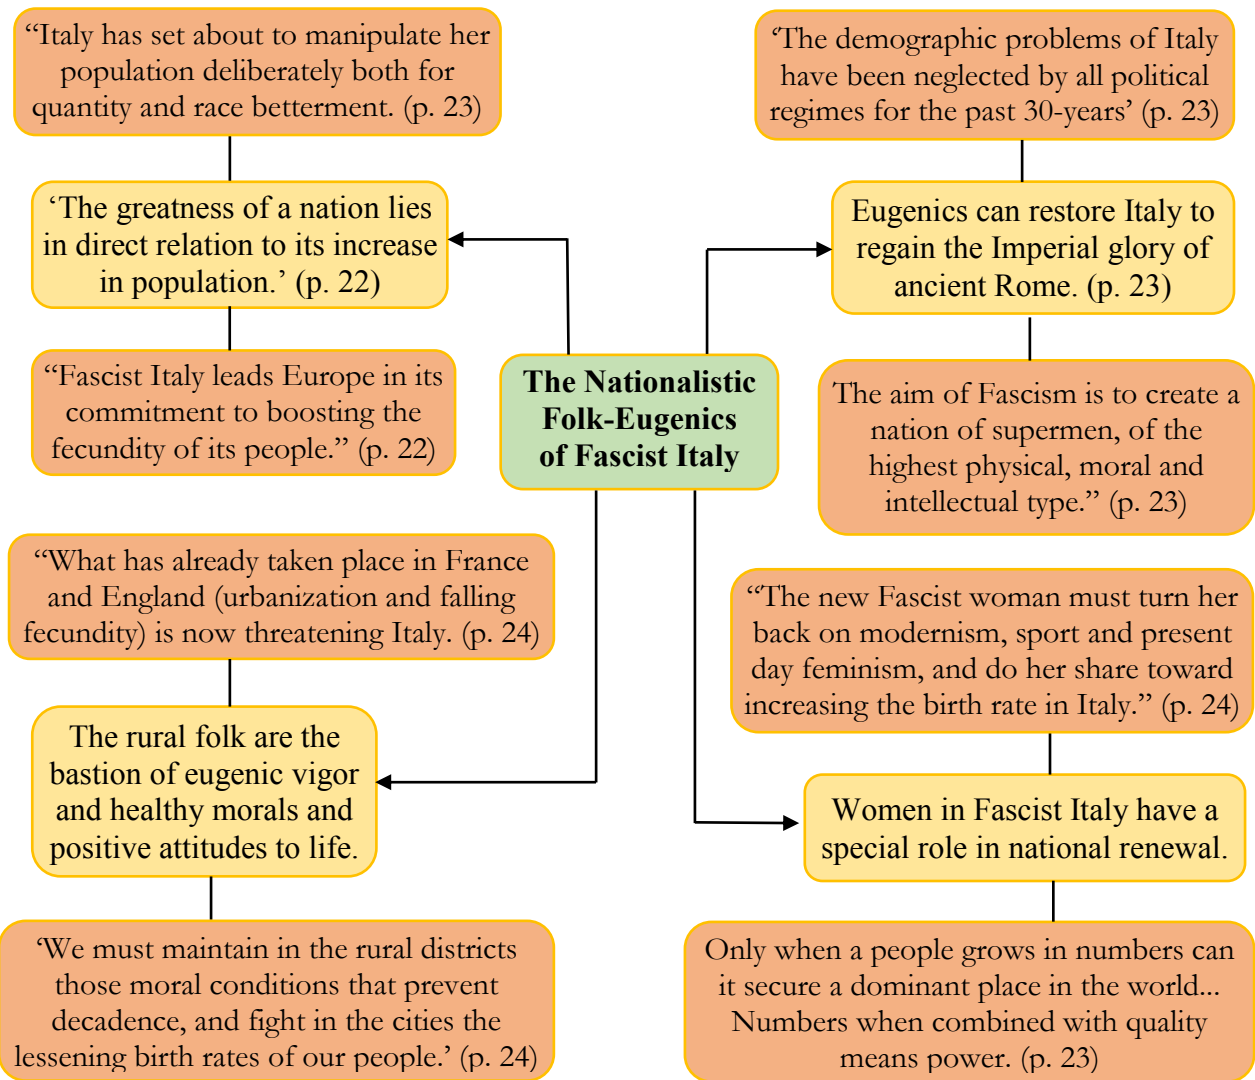 “Italy has set about to manipulate her
population deliberately both for
quantity and race betterment. (p. 23)
‘The greatness of a nation lies
in direct relation to its increase
in population.’ (p. 22)
“Fascist Italy leads Europe in its
commitment to boosting the
fecundity of its people.” (p. 22)
‘The demographic problems of Italy
have been neglected by all political
regimes for the past 30-years’ (p. 23)
Eugenics can restore Italy to
regain the Imperial glory of
ancient Rome. (p. 23)
The aim of Fascism is to create a
nation of supermen, of the
highest physical, moral and
intellectual type.” (p. 23)
The Nationalistic
Folk-Eugenics
of Fascist Italy
“What has already taken place in France
and England (urbanization and falling
fecundity) is now threatening Italy. (p. 24)
The rural folk are the
bastion of eugenic vigor
and healthy morals and
positive attitudes to life.
‘We must maintain in the rural districts
those moral conditions that prevent
decadence, and fight in the cities the
lessening birth rates of our people.’ (p. 24)
“The new Fascist woman must turn her
back on modernism, sport and present
day feminism, and do her share toward
increasing the birth rate in Italy.” (p. 24)
Women in Fascist Italy have a
special role in national renewal.
Only when a people grows in numbers can
it secure a dominant place in the world...
Numbers when combined with quality
means power. (p. 23)